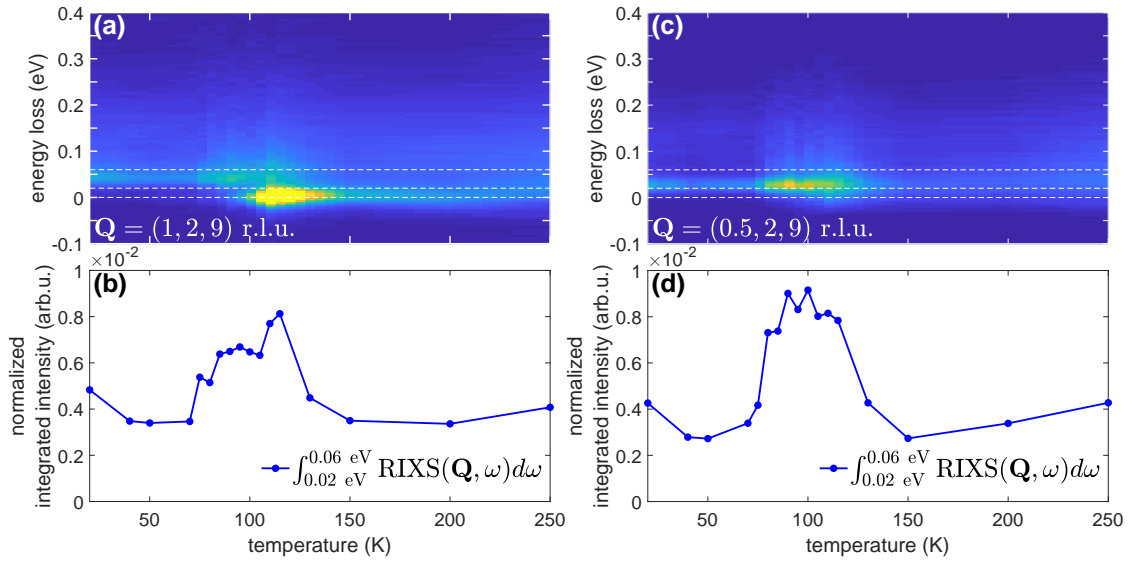 (a)
0.4
0.3
0.2
0.1
0
-0.1
energy loss (eV)
Q = (1, 2, 9) r.l.u.
(c)
0.4
0.3
0.2
0.1
0
-0.1
energy loss (eV)
Q = (0.5, 2, 9) r.l.u.
×10⁻²
(b)
1
0.8
0.6
0.4
0.2
0
normalized
integrated intensity (arb.u.)
∫0.02 eV^0.06 eV RIXS(Q, ω)dω
50 100 150 200 250
temperature (K)
×10⁻²
(d)
1
0.8
0.6
0.4
0.2
0
normalized
integrated intensity (arb.u.)
∫0.02 eV^0.06 eV RIXS(Q, ω)dω
50 100 150 200 250
temperature (K)